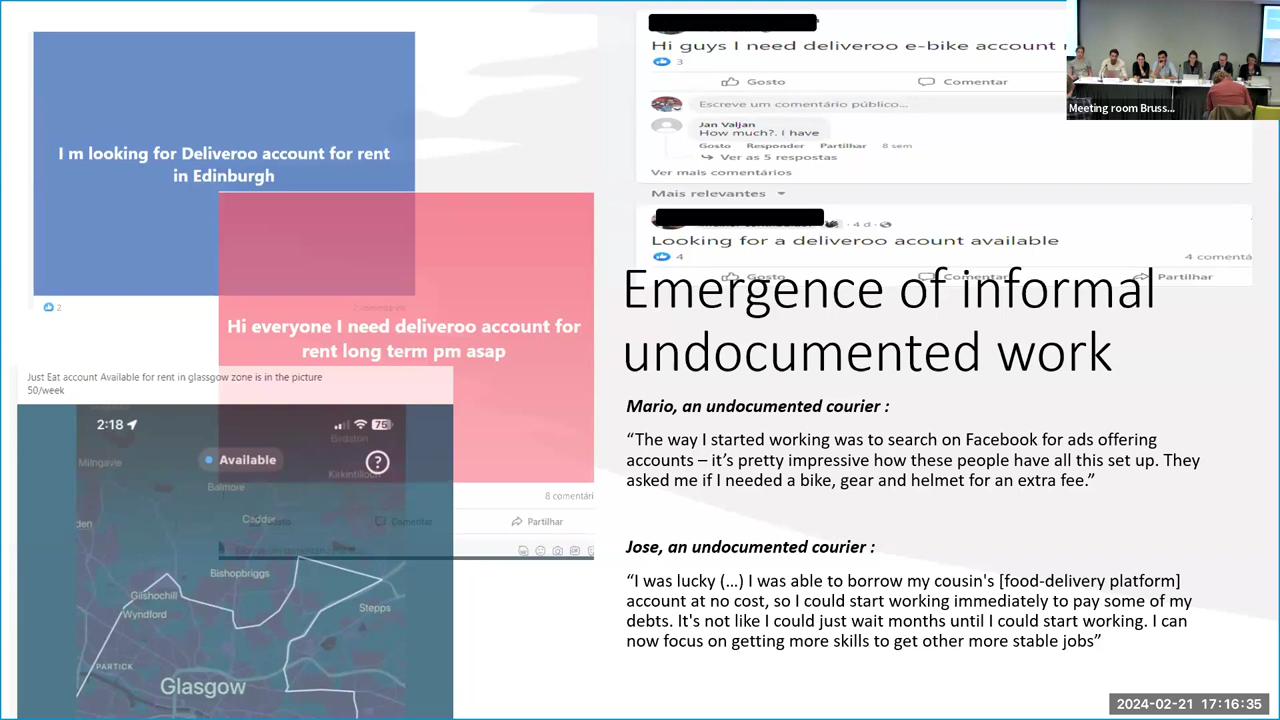 I m looking for Deliveroo account for rent
in Edinburgh
2
Hi everyone I need deliveroo account for
rent long term pm asap
8 comentári
Gosto
Comentar
Partilhar
Just Eat account Available for rent in glassgow zone is in the picture
50/week
2:18
75
Birdston
Available
?
Milngavie
Kirkintilloch
Balmore
den
Cadder
Bishopbriggs
Gilshochill
Wyndford
Stepps
PARTICK
Glasgow
Hi guys I need deliveroo e-bike account
3
Gosto
Comentar
Escreve um comentário público...
Jan Valjan
How much?. i have
Gosto Responder Partilhar 8 sem
Ver as 5 respostas
Ver mais comentários
Mais relevantes
· 4 d ·
Looking for a deliveroo acount available
4
4 comentá
Gosto
Comentar
Partilhar
Emergence of informal
undocumented work
Mario, an undocumented courier :
“The way I started working was to search on Facebook for ads offering
accounts – it’s pretty impressive how these people have all this set up. They
asked me if I needed a bike, gear and helmet for an extra fee.”
Jose, an undocumented courier :
“I was lucky (…) I was able to borrow my cousin's [food-delivery platform]
account at no cost, so I could start working immediately to pay some of my
debts. It's not like I could just wait months until I could start working. I can
now focus on getting more skills to get other more stable jobs”
Meeting room Bruss...
2024-02-21 17:16:35